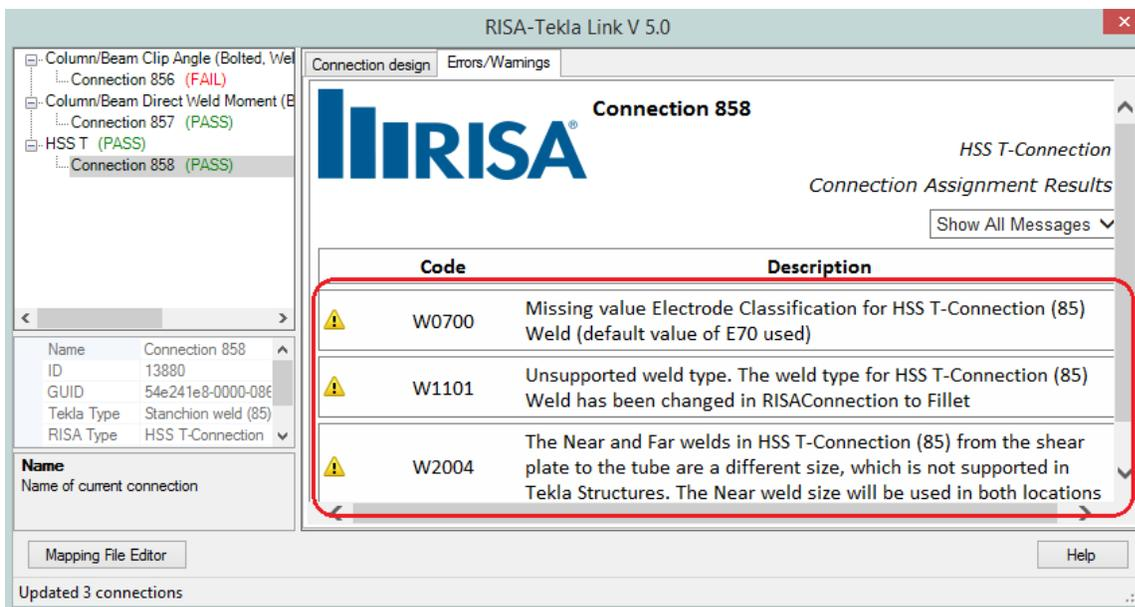 RISA-Tekla Link V 5.0
Column/Beam Clip Angle (Bolted, Wel
Connection 856 (FAIL)
Column/Beam Direct Weld Moment (B
Connection 857 (PASS)
HSS T (PASS)
Connection 858 (PASS)
Name Connection 858
ID 13880
GUID 54e241e8-0000-086
Tekla Type Stanchion weld (85)
RISA Type HSS T-Connection
Name
Name of current connection
Connection design Errors/Warnings
RISA®
Connection 858
HSS T-Connection
Connection Assignment Results
Show All Messages
Code Description
W0700 Missing value Electrode Classification for HSS T-Connection (85)
Weld (default value of E70 used)
W1101 Unsupported weld type. The weld type for HSS T-Connection (85)
Weld has been changed in RISAConnection to Fillet
The Near and Far welds in HSS T-Connection (85) from the shear
W2004 plate to the tube are a different size, which is not supported in
Tekla Structures. The Near weld size will be used in both locations
Mapping File Editor
Help
Updated 3 connections